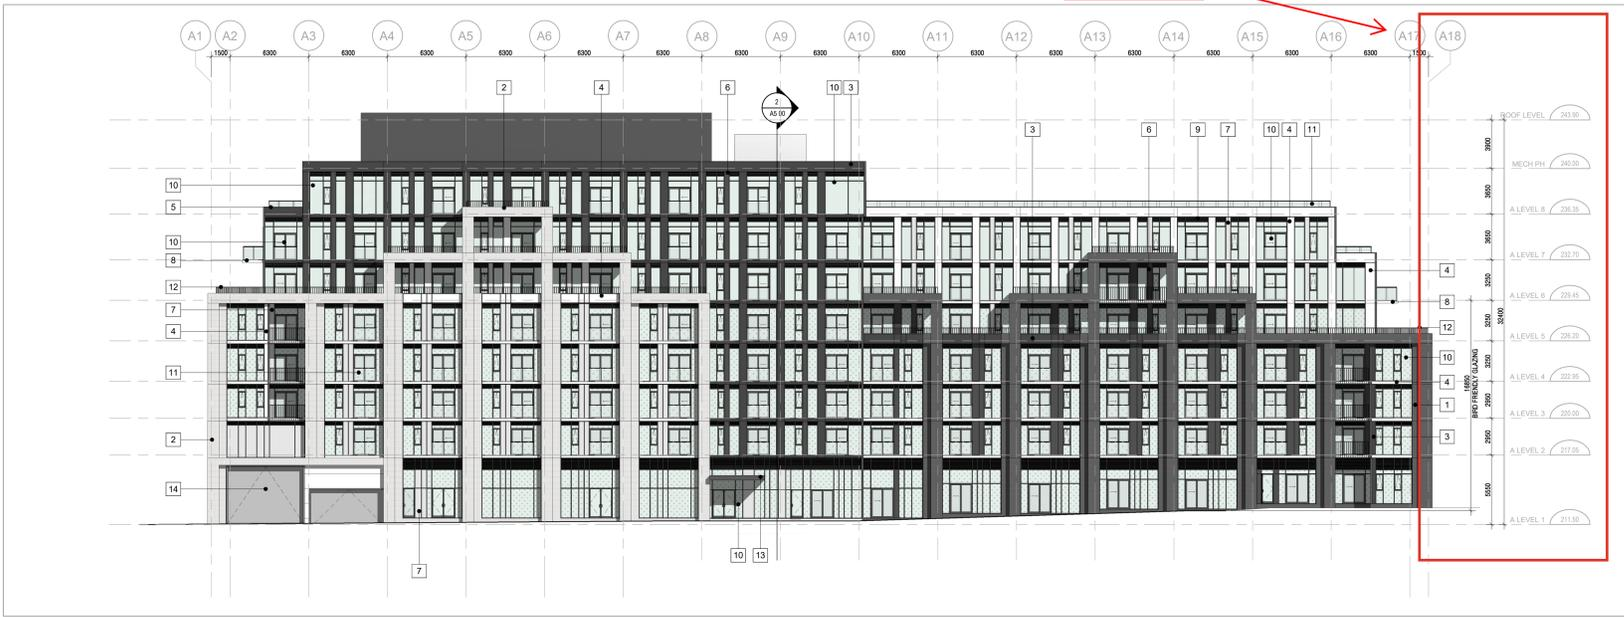 A1 A2 A3 A4 A5 A6 A7 A8 A9 A10 A11 A12 A13 A14 A15 A16 A17 A18
1500 6300 6300 6300 6300 6300 6300 6300 6300 6300 6300 6300 6300 6300 6300 6300 1500
2 4 6 10 3
2
A5.00
3 6 9 7 10 4 11
ROOF LEVEL 243.90
3900
MECH PH 240.00
3650
A LEVEL 8 236.35
3650
A LEVEL 7 232.70
3250
A LEVEL 6 229.45
3250
A LEVEL 5 226.20
3250
A LEVEL 4 222.95
2950
A LEVEL 3 220.00
2950
A LEVEL 2 217.05
5550
A LEVEL 1 211.50
32400
16850
BIRD FRIENDLY GLAZING
10
5
10
8
12
7
4
11
2
14
4
8
12
10
4
1
3
10 13
7